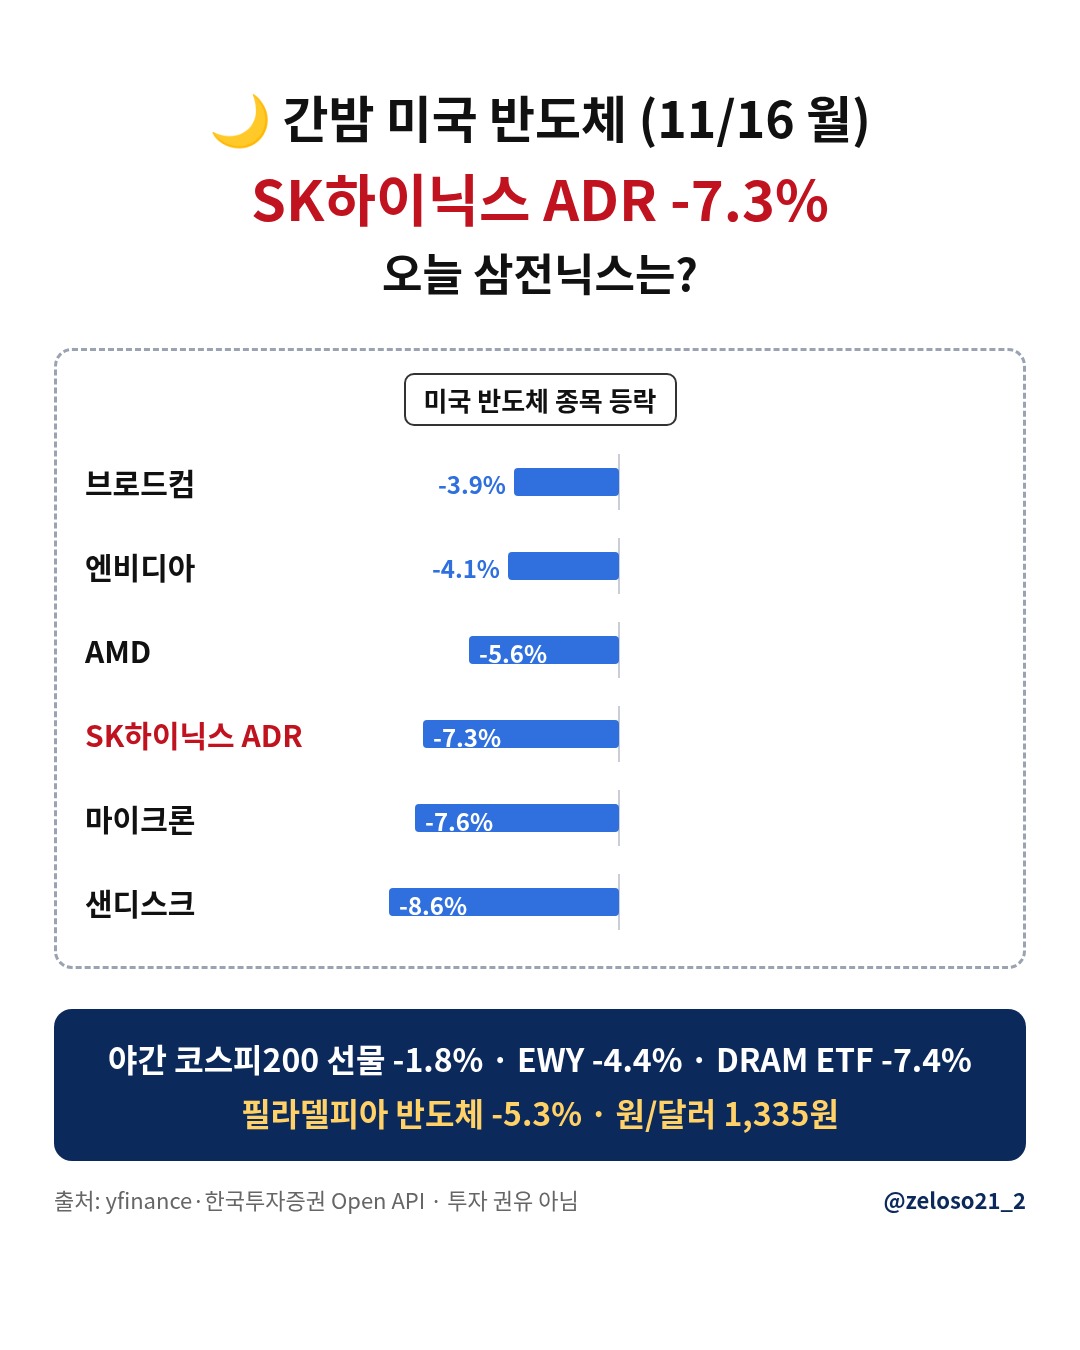 🌙 간밤 미국 반도체 (11/16 월)
SK하이닉스 ADR -7.3%
오늘 삼전닉스는?
미국 반도체 종목 등락
브로드컴 -3.9%
엔비디아 -4.1%
AMD -5.6%
SK하이닉스 ADR -7.3%
마이크론 -7.6%
샌디스크 -8.6%
야간 코스피200 선물 -1.8% · EWY -4.4% · DRAM ETF -7.4%
필라델피아 반도체 -5.3% · 원/달러 1,335원
출처: yfinance·한국투자증권 Open API · 투자 권유 아님 @zeloso21_2